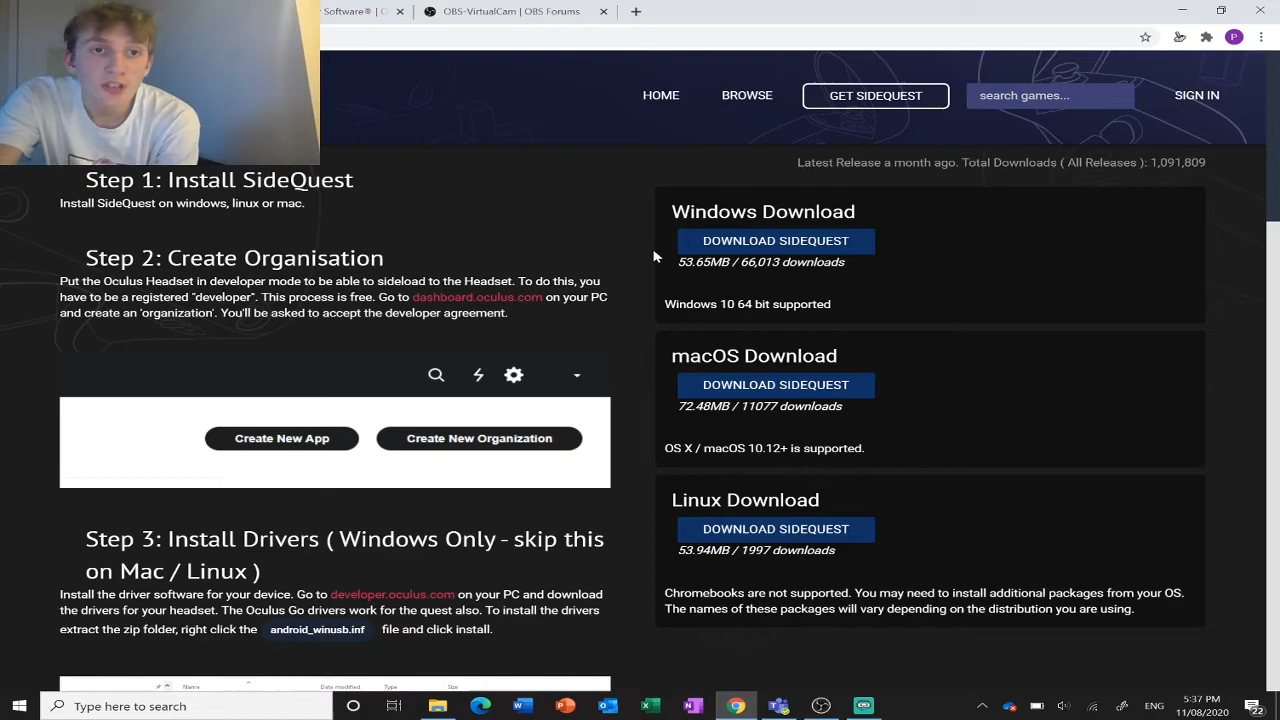 Software® | O
OBS-VirtualCam | OBS Forums
P
HOME
BROWSE
GET SIDEQUEST
search games...
SIGN IN
Latest Release a month ago. Total Downloads ( All Releases ): 1,091,809
Step 1: Install SideQuest
Install SideQuest on windows, linux or mac.
Step 2: Create Organisation
Put the Oculus Headset in developer mode to be able to sideload to the Headset. To do this, you
have to be a registered "developer". This process is free. Go to dashboard.oculus.com on your PC
and create an 'organization'. You'll be asked to accept the developer agreement.
Create New App
Create New Organization
Step 3: Install Drivers ( Windows Only - skip this
on Mac / Linux )
Install the driver software for your device. Go to developer.oculus.com on your PC and download
the drivers for your headset. The Oculus Go drivers work for the quest also. To install the drivers
extract the zip folder, right click the android_winusb.inf file and click install.
Name
Date modified
Type
Size
Windows Download
DOWNLOAD SIDEQUEST
53.65MB / 66,013 downloads
Windows 10 64 bit supported
macOS Download
DOWNLOAD SIDEQUEST
72.48MB / 11077 downloads
OS X / macOS 10.12+ is supported.
Linux Download
DOWNLOAD SIDEQUEST
53.94MB / 1997 downloads
Chromebooks are not supported. You may need to install additional packages from your OS.
The names of these packages will vary depending on the distribution you are using.
Type here to search
ENG
5:37 PM
11/08/2020
22